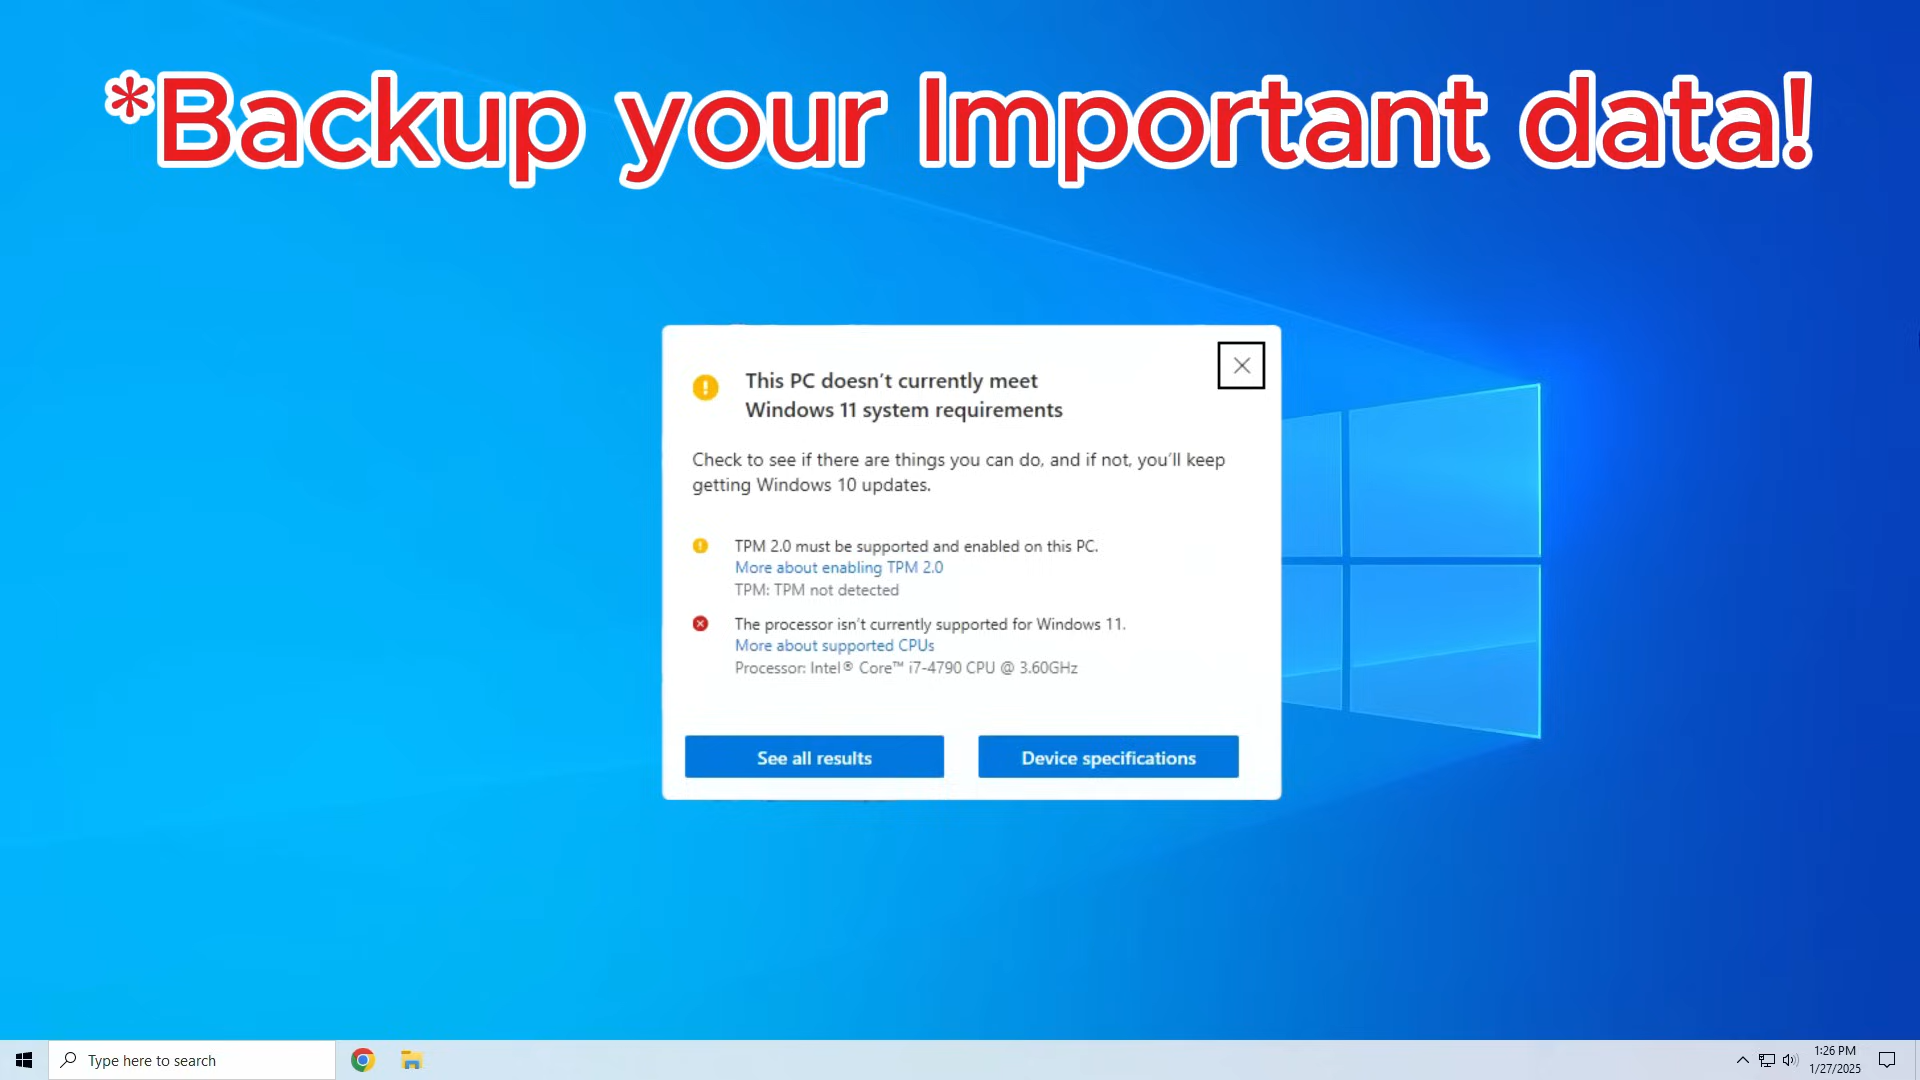 *Backup your Important data!
This PC doesn't currently meet
Windows 11 system requirements
Check to see if there are things you can do, and if not, you'll keep
getting Windows 10 updates.
TPM 2.0 must be supported and enabled on this PC.
More about enabling TPM 2.0
TPM: TPM not detected
The processor isn't currently supported for Windows 11.
More about supported CPUs
Processor: Intel® Core™ i7-4790 CPU @ 3.60GHz
See all results
Device specifications
Type here to search
1:26 PM
1/27/2025